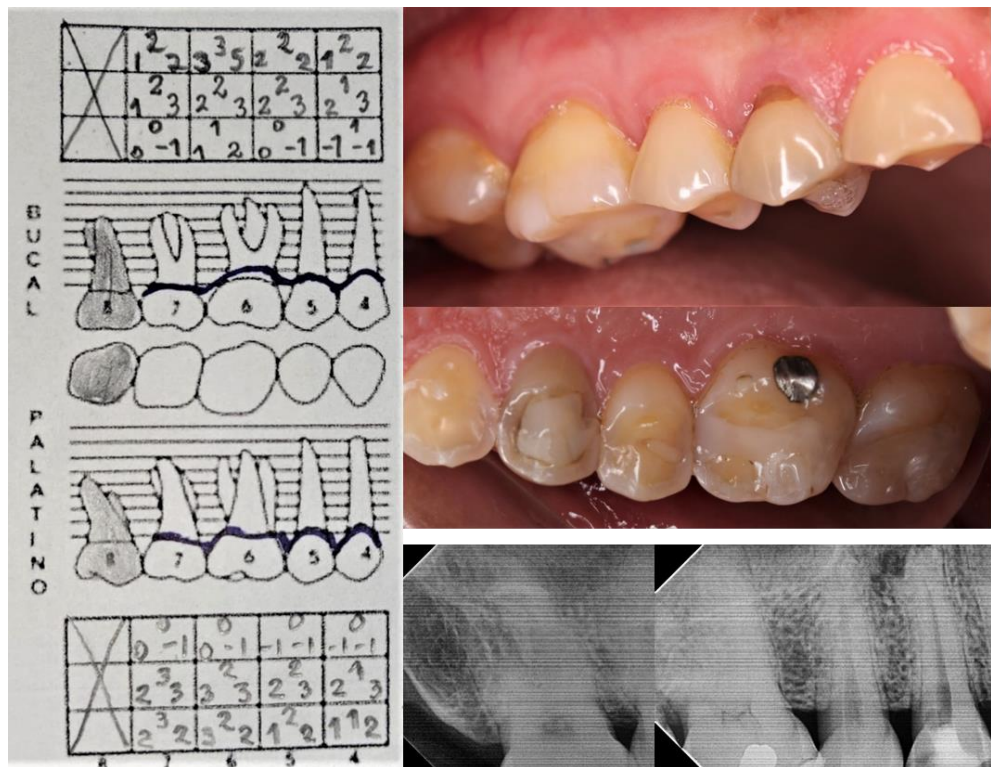 1 2 2 3 3 5 2 2 2 1 2 2
1 2 3 2 2 3 2 2 3 2 1 3
0 0 -1 1 1 2 0 0 -1 -1 1 -1
BUCAL
8 7 6 5 4
PALATINO
8 7 6 5 4
0 0 -1 0 0 -1 -1 0 -1 -1 0 -1
2 3 3 3 2 3 2 2 3 2 1 3
2 3 2 3 2 2 1 2 2 1 1 2
8 7 6 5 4